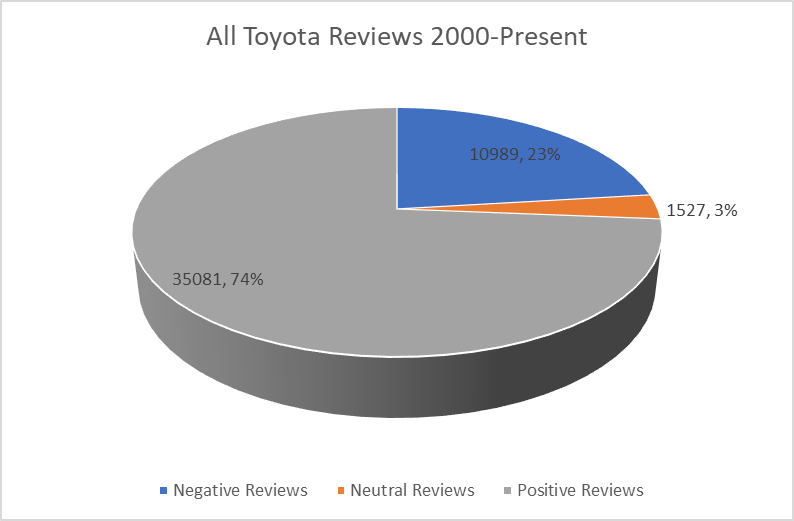 All Toyota Reviews 2000-Present
10989, 23%
1527, 3%
35081, 74%
Negative Reviews
Neutral Reviews
Positive Reviews